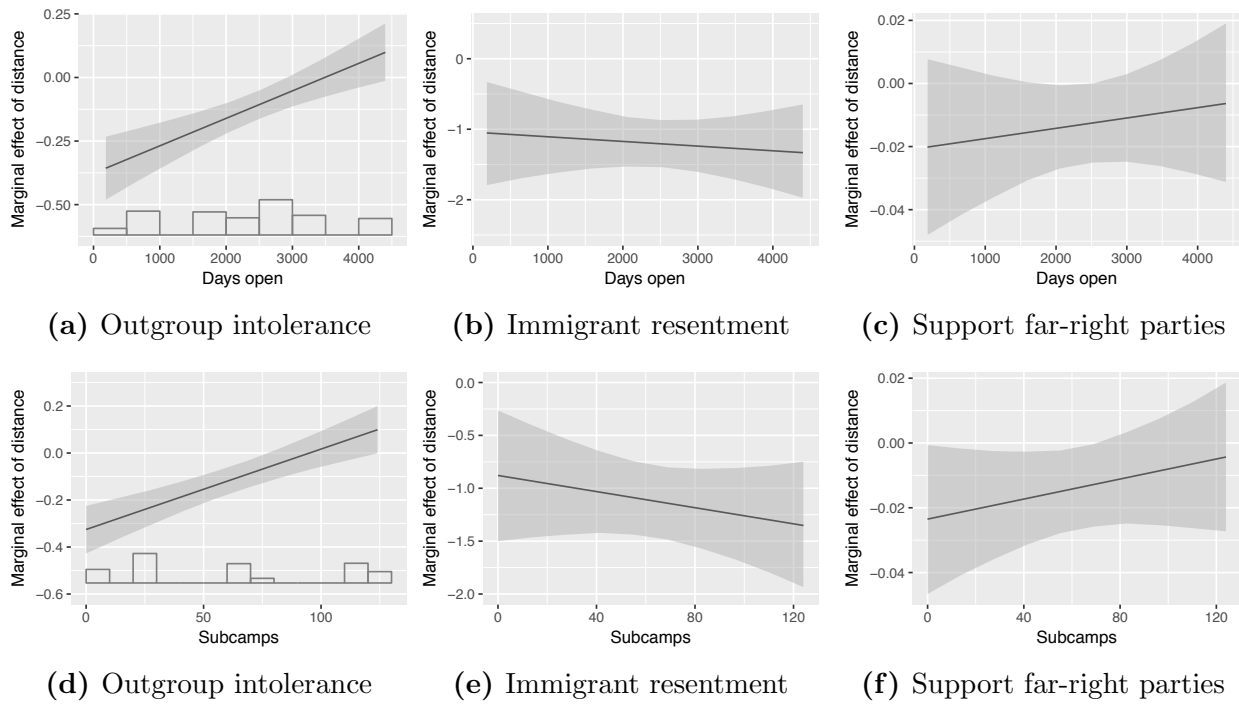 Marginal effect of distance
0.25
0.00
−0.25
−0.50
0 1000 2000 3000 4000
Days open
(a) Outgroup intolerance
Marginal effect of distance
0
−1
−2
0 1000 2000 3000 4000
Days open
(b) Immigrant resentment
Marginal effect of distance
0.02
0.00
−0.02
−0.04
0 1000 2000 3000 4000
Days open
(c) Support far-right parties
Marginal effect of distance
0.2
0.0
−0.2
−0.4
−0.6
0 50 100
Subcamps
(d) Outgroup intolerance
Marginal effect of distance
0.0
−0.5
−1.0
−1.5
−2.0
0 40 80 120
Subcamps
(e) Immigrant resentment
Marginal effect of distance
0.02
0.00
−0.02
−0.04
0 40 80 120
Subcamps
(f) Support far-right parties